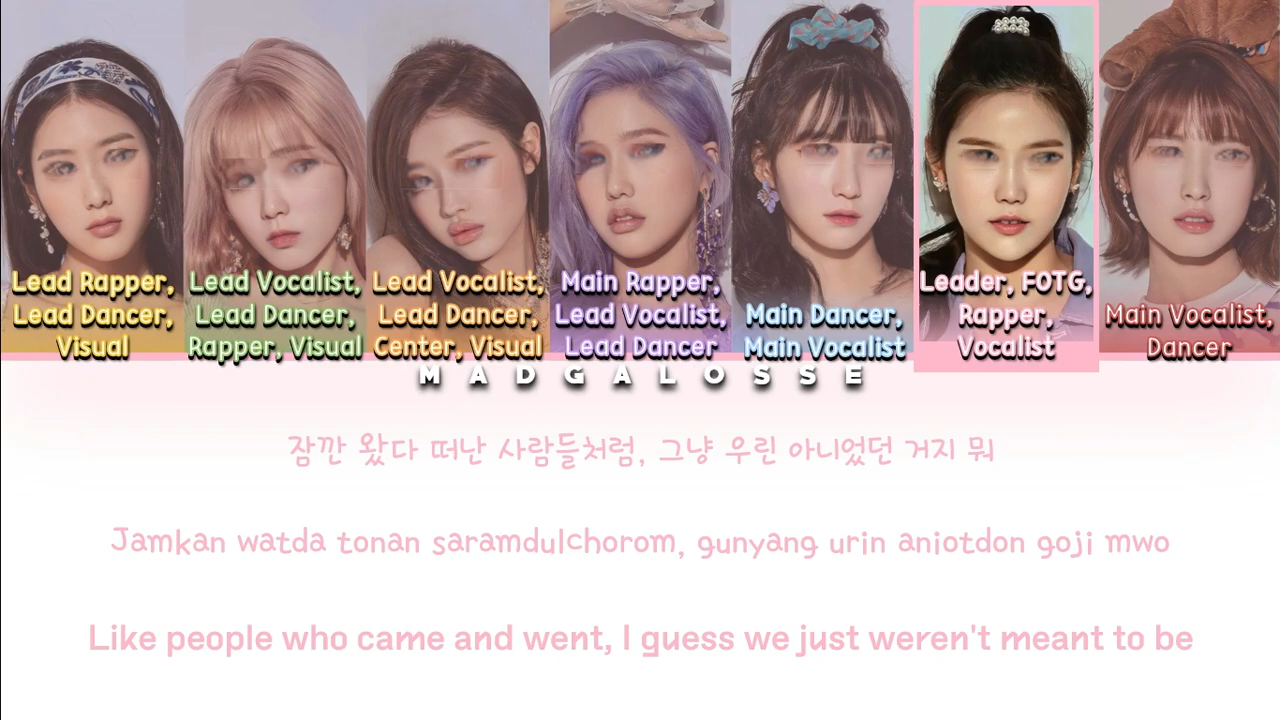 Lead Rapper,
Lead Dancer,
Visual
Lead Vocalist,
Lead Dancer,
Rapper, Visual
Lead Vocalist,
Lead Dancer,
Center, Visual
Main Rapper,
Lead Vocalist,
Lead Dancer
Main Dancer,
Main Vocalist
Leader, FOTG,
Rapper,
Vocalist
Main Vocalist,
Dancer
MADGALOSSE
잠깐 왔다 떠난 사람들처럼, 그냥 우린 아니었던 거지 뭐
Jamkan watda tonan saramdulchorom, gunyang urin aniotdon goji mwo
Like people who came and went, I guess we just weren't meant to be